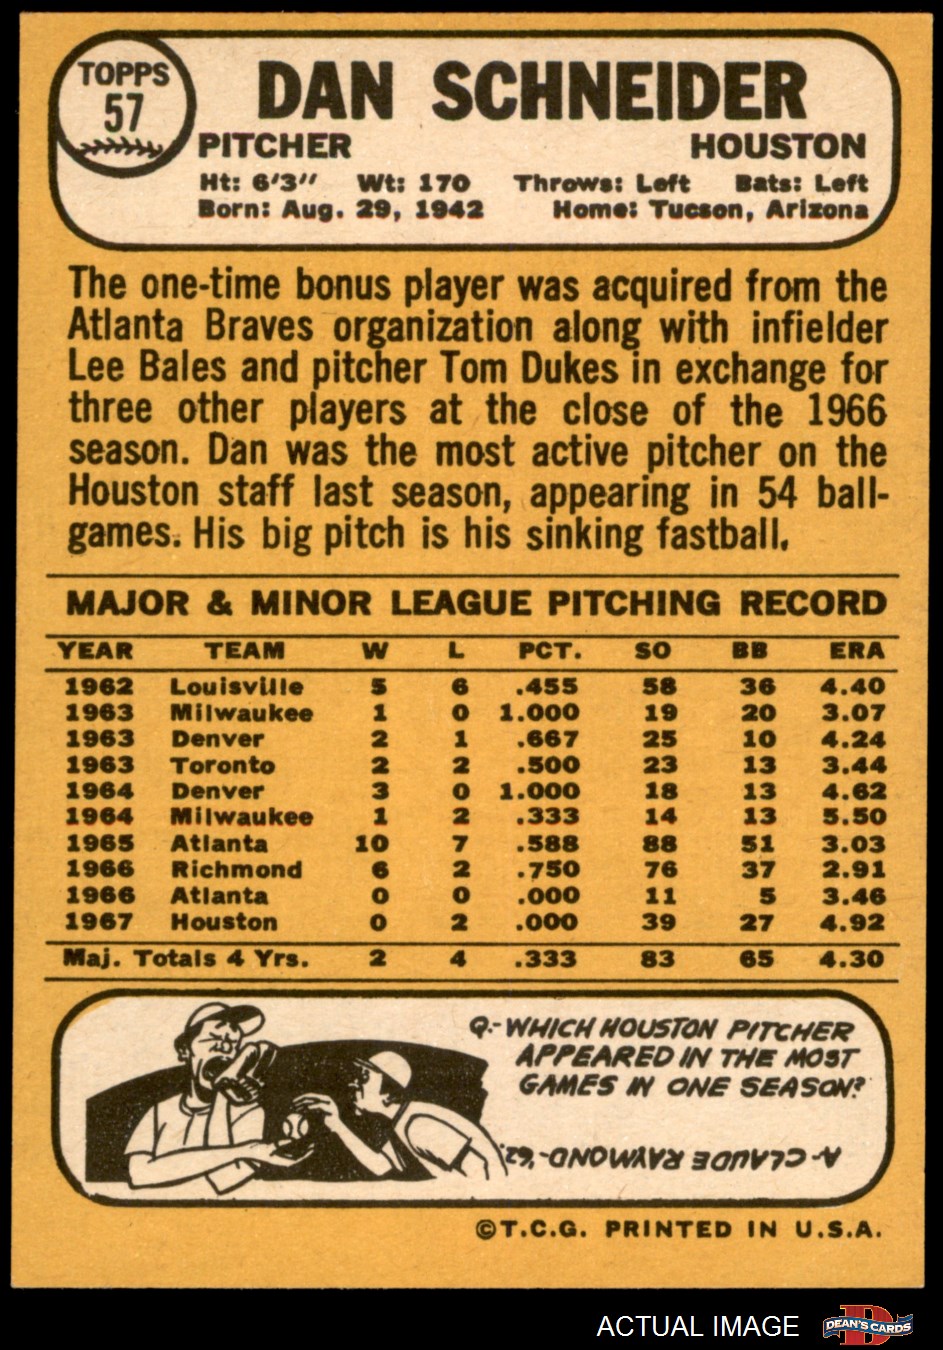 TOPPS
57
DAN SCHNEIDER
PITCHER HOUSTON
Ht: 6'3" Wt: 170 Throws: Left Bats: Left
Born: Aug. 29, 1942 Home: Tucson, Arizona
The one-time bonus player was acquired from the
Atlanta Braves organization along with infielder
Lee Bales and pitcher Tom Dukes in exchange for
three other players at the close of the 1966
season. Dan was the most active pitcher on the
Houston staff last season, appearing in 54 ball-
games. His big pitch is his sinking fastball.
MAJOR & MINOR LEAGUE PITCHING RECORD
YEAR TEAM W L PCT. SO BB ERA
1962 Louisville 5 6 .455 58 36 4.40
1963 Milwaukee 1 0 1.000 19 20 3.07
1963 Denver 2 1 .667 25 10 4.24
1963 Toronto 2 2 .500 23 13 3.44
1964 Denver 3 0 1.000 18 13 4.62
1964 Milwaukee 1 2 .333 14 13 5.50
1965 Atlanta 10 7 .588 88 51 3.03
1966 Richmond 6 2 .750 76 37 2.91
1966 Atlanta 0 0 .000 11 5 3.46
1967 Houston 0 2 .000 39 27 4.92
Maj. Totals 4 Yrs. 2 4 .333 83 65 4.30
Q.-WHICH HOUSTON PITCHER
APPEARED IN THE MOST
GAMES IN ONE SEASON?
A-CLAUDE RAYMOND-'62.
©T.C.G. PRINTED IN U.S.A.
ACTUAL IMAGE
D
DEAN'S CARDS